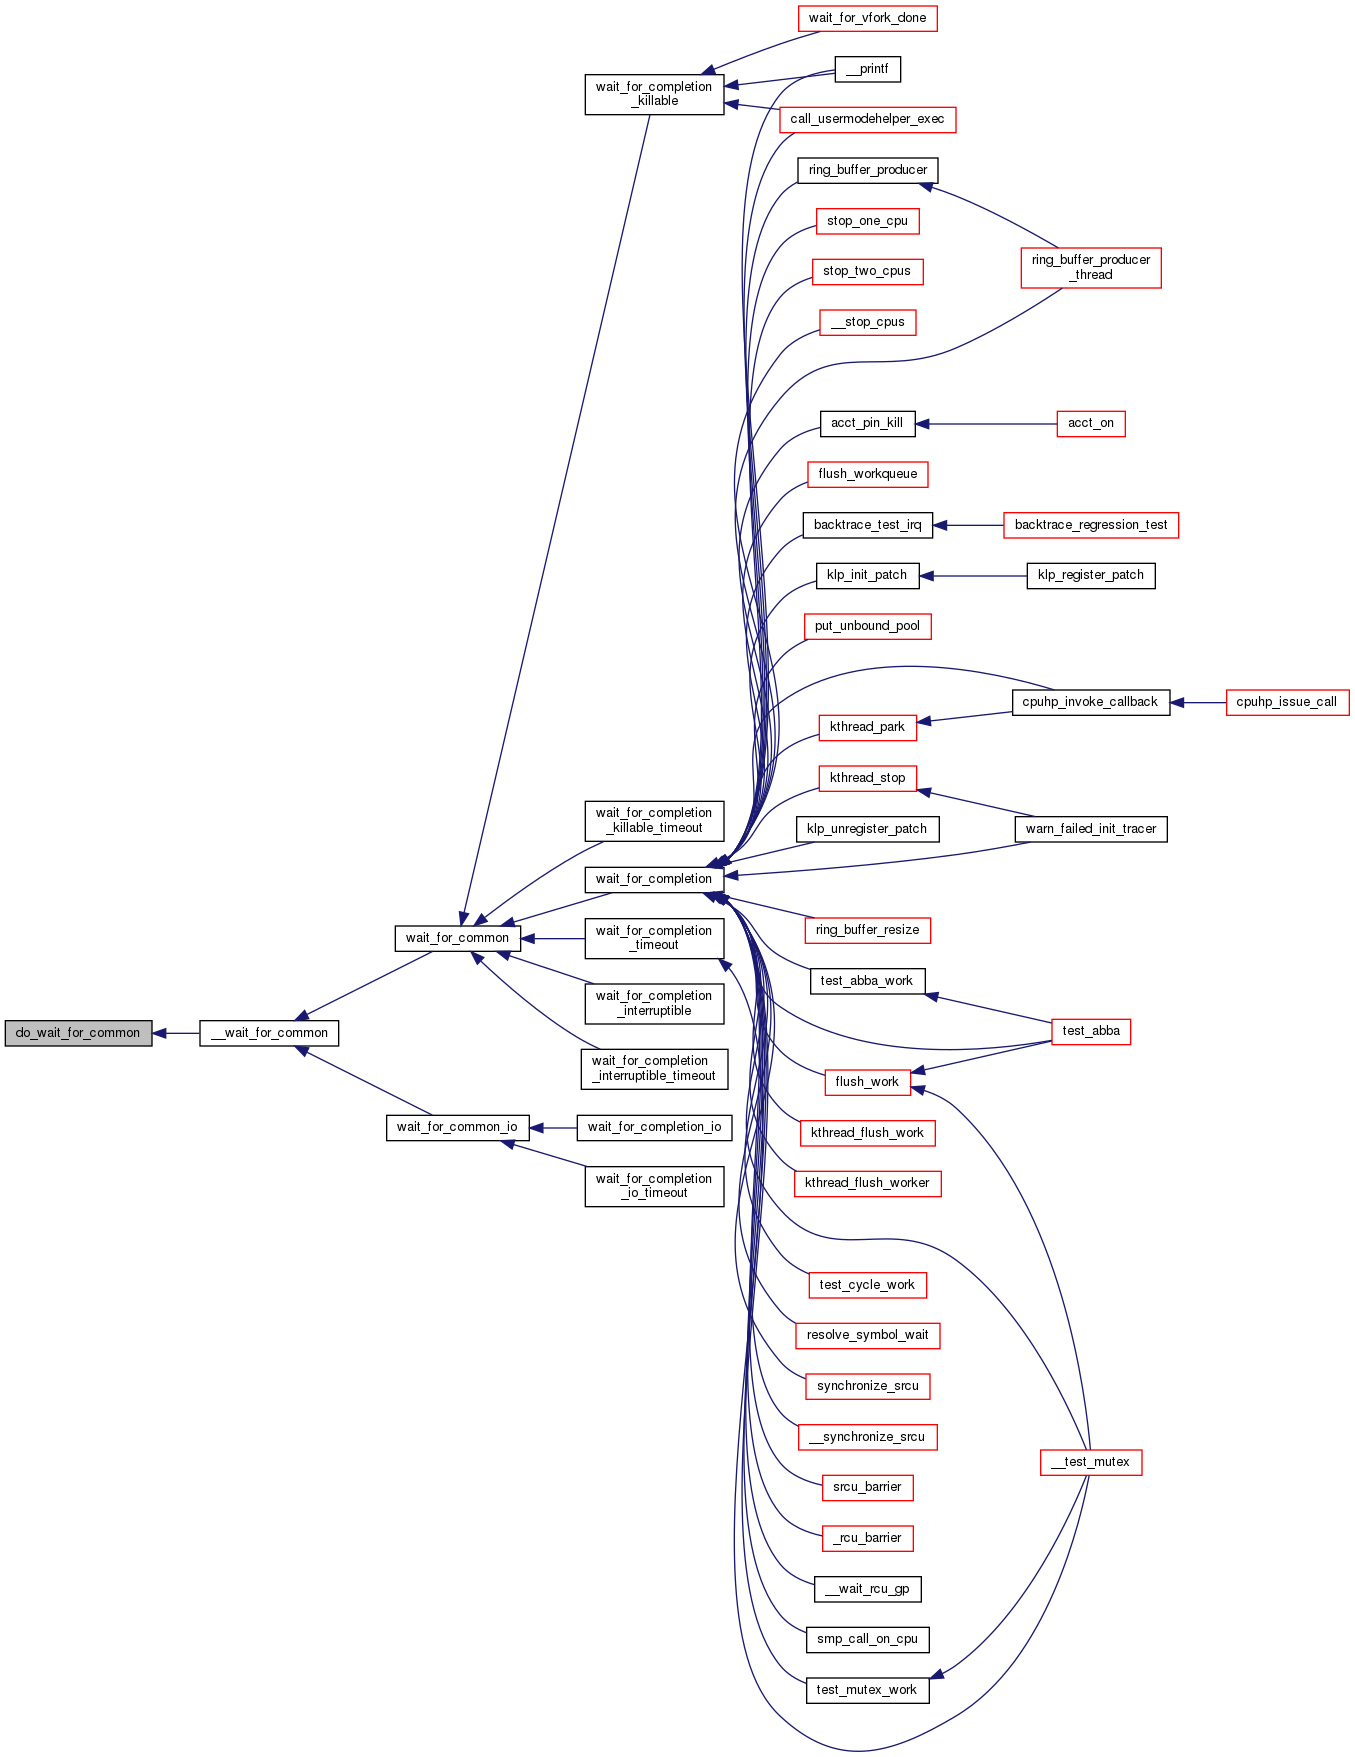 wait_for_vfork_done
__printf
wait_for_completion
_killable
call_usermodehelper_exec
ring_buffer_producer
stop_one_cpu
ring_buffer_producer
_thread
stop_two_cpus
__stop_cpus
acct_pin_kill
acct_on
flush_workqueue
backtrace_test_irq
backtrace_regression_test
klp_init_patch
klp_register_patch
put_unbound_pool
cpuhp_invoke_callback
cpuhp_issue_call
kthread_park
kthread_stop
wait_for_completion
_killable_timeout
klp_unregister_patch
warn_failed_init_tracer
wait_for_completion
ring_buffer_resize
wait_for_common
wait_for_completion
_timeout
test_abba_work
wait_for_completion
_interruptible
do_wait_for_common
__wait_for_common
test_abba
wait_for_completion
_interruptible_timeout
flush_work
wait_for_common_io
wait_for_completion_io
kthread_flush_work
wait_for_completion
_io_timeout
kthread_flush_worker
test_cycle_work
resolve_symbol_wait
synchronize_srcu
__synchronize_srcu
__test_mutex
srcu_barrier
_rcu_barrier
__wait_rcu_gp
smp_call_on_cpu
test_mutex_work